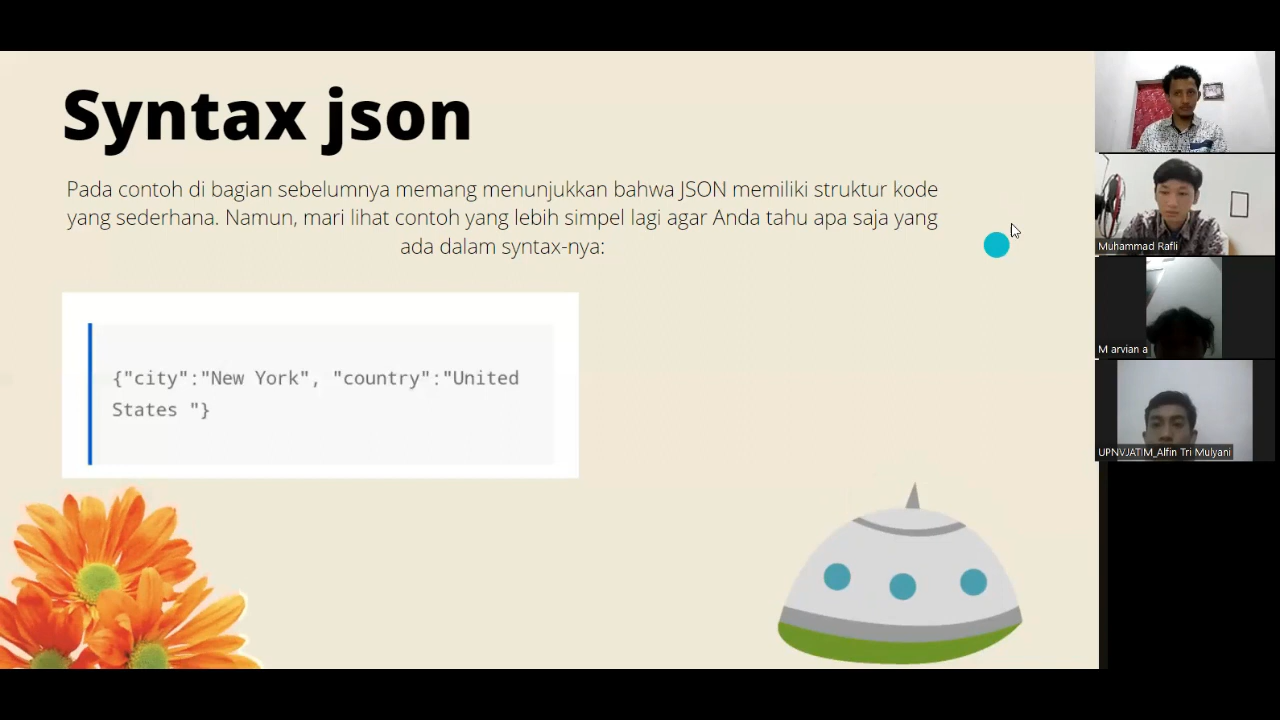 Syntax json
Pada contoh di bagian sebelumnya memang menunjukkan bahwa JSON memiliki struktur kode
yang sederhana. Namun, mari lihat contoh yang lebih simpel lagi agar Anda tahu apa saja yang
ada dalam syntax-nya:
{"city":"New York", "country":"United
States "}
Muhammad Rafli
M arvian a
UPNVJATIM_Alfin Tri Mulyani